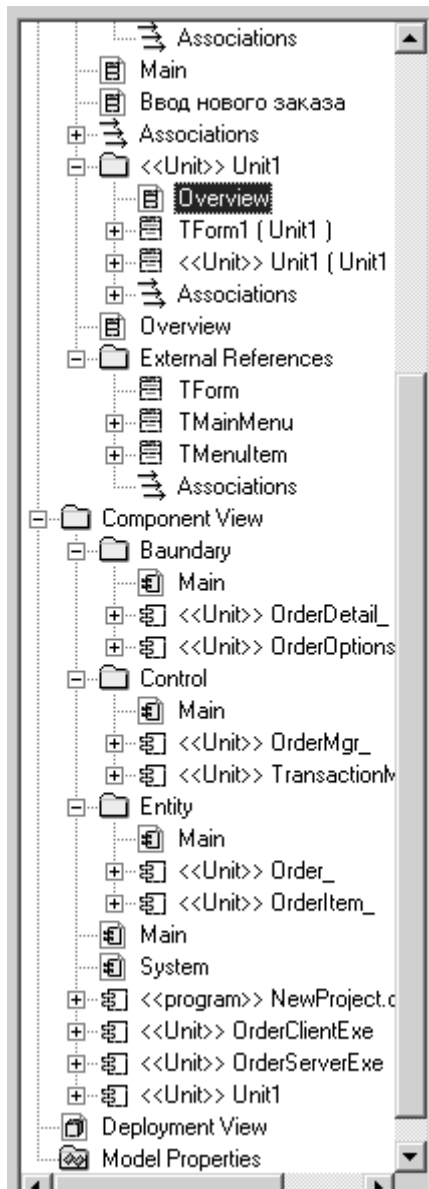 Associations
Main
Ввод нового заказа
Associations
<<Unit>> Unit1
Overview
TForm1 ( Unit1 )
<<Unit>> Unit1 ( Unit1
Associations
Overview
External References
TForm
TMainMenu
TMenuItem
Associations
Component View
Baundary
Main
<<Unit>> OrderDetail_
<<Unit>> OrderOptions
Control
Main
<<Unit>> OrderMgr_
<<Unit>> TransactionM
Entity
Main
<<Unit>> Order_
<<Unit>> OrderItem_
Main
System
<<program>> NewProject.d
<<Unit>> OrderClientExe
<<Unit>> OrderServerExe
<<Unit>> Unit1
Deployment View
Model Properties